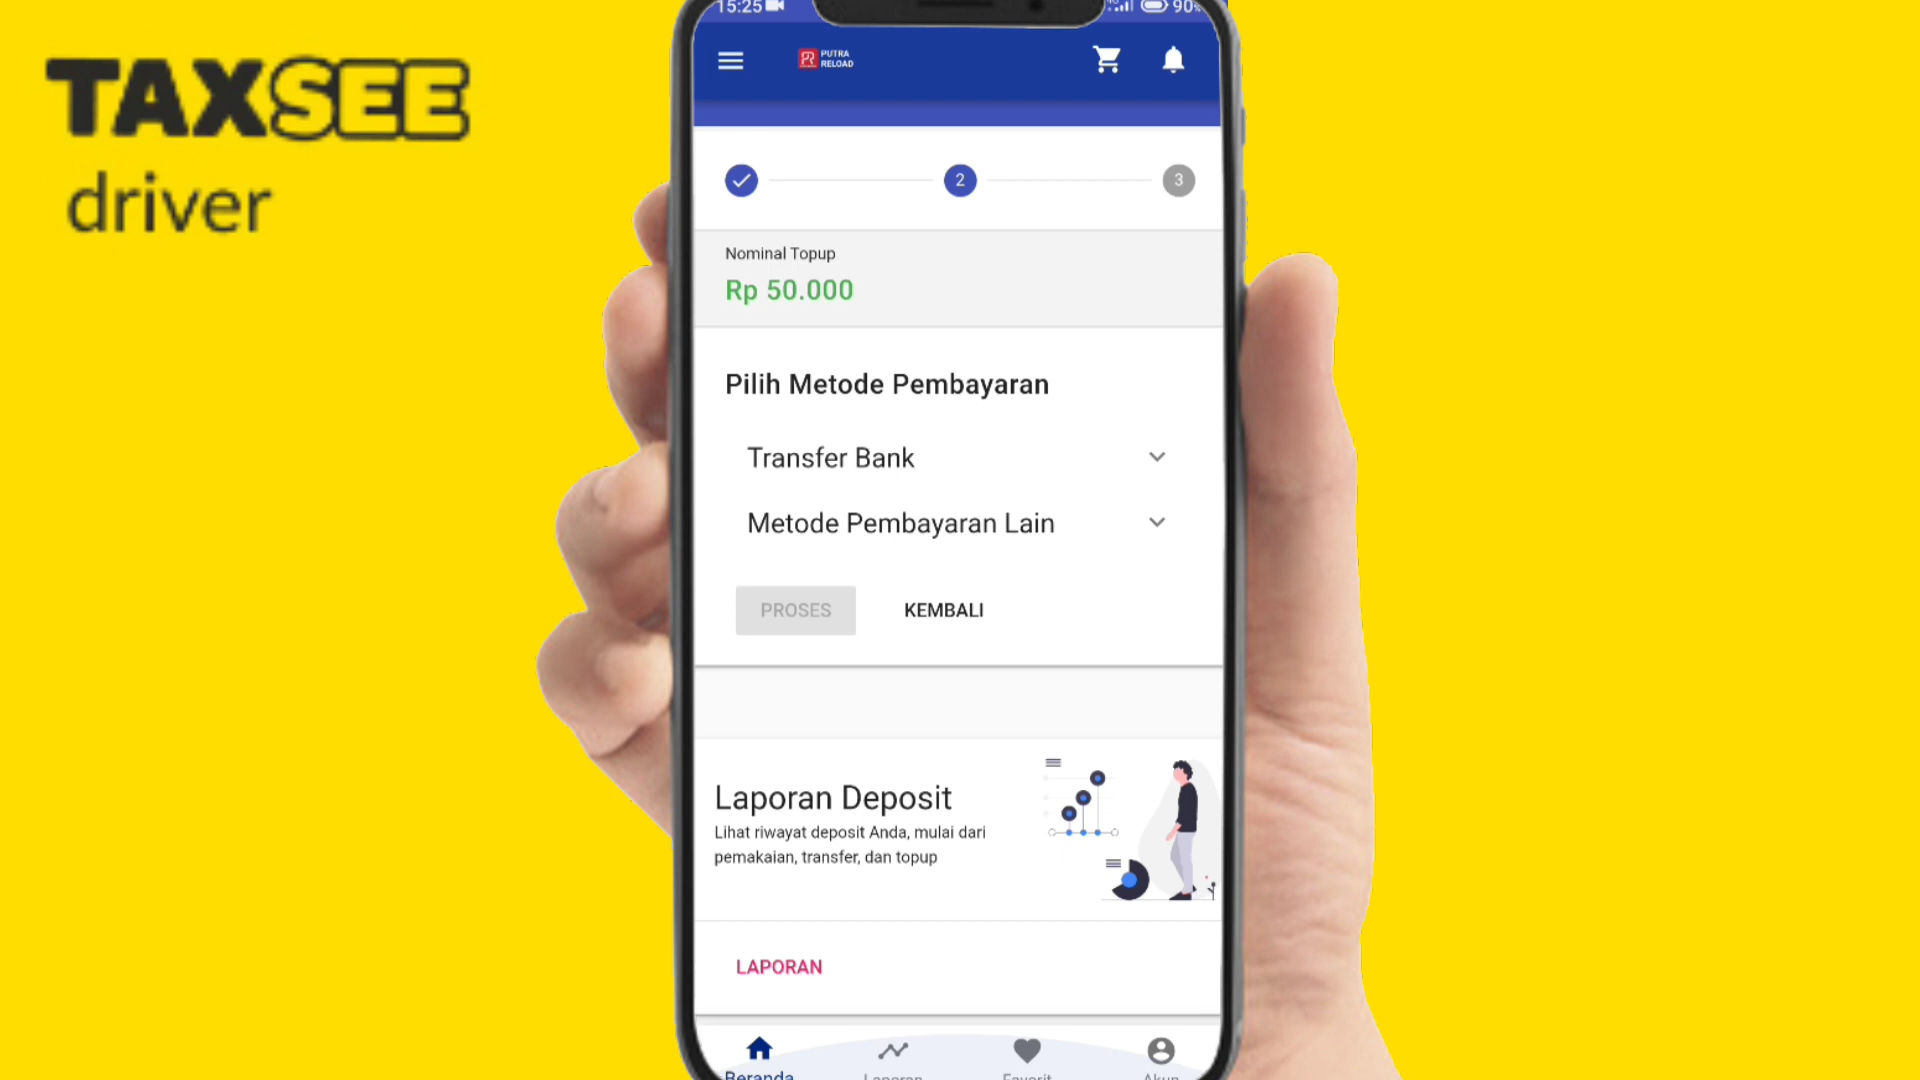 TAXSEE
driver
15:25
90%
PUTRA
RELOAD
2
3
Nominal Topup
Rp 50.000
Pilih Metode Pembayaran
Transfer Bank
Metode Pembayaran Lain
PROSES
KEMBALI
Laporan Deposit
Lihat riwayat deposit Anda, mulai dari
pemakaian, transfer, dan topup
LAPORAN
Beranda
Laporan
Favorit
Akun